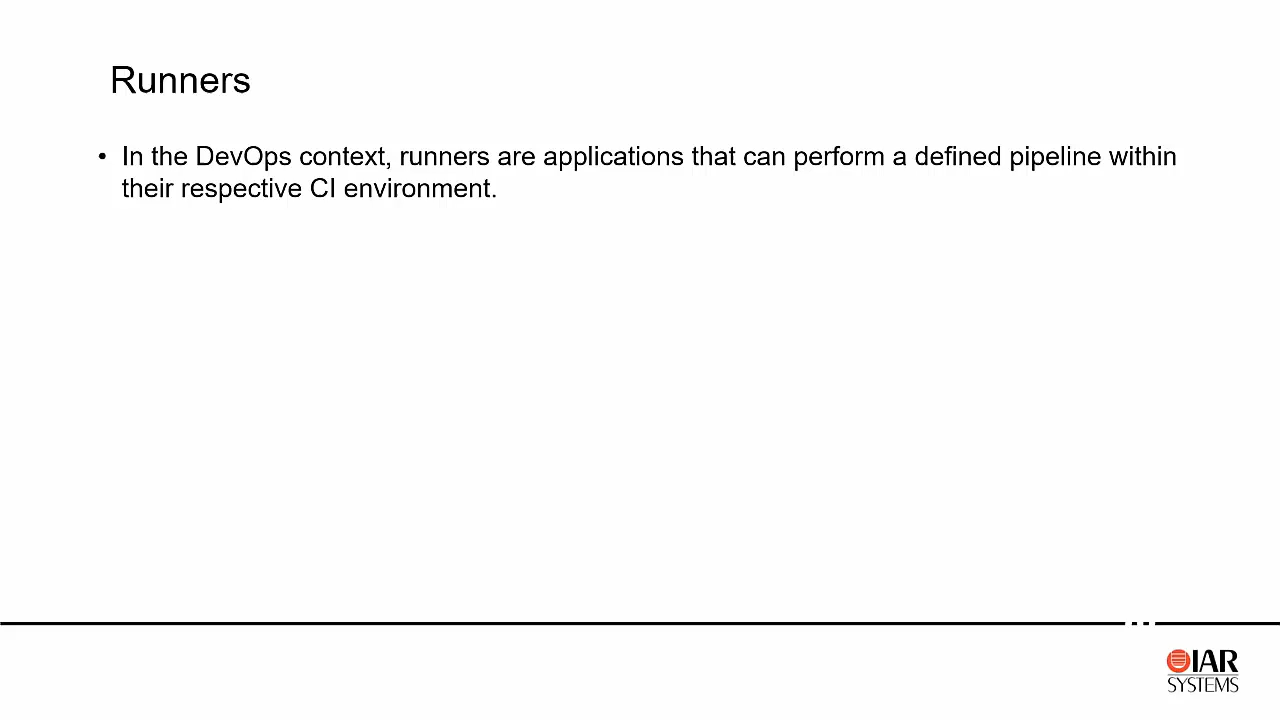 Runners
• In the DevOps context, runners are applications that can perform a defined pipeline within
their respective CI environment.
IAR
SYSTEMS